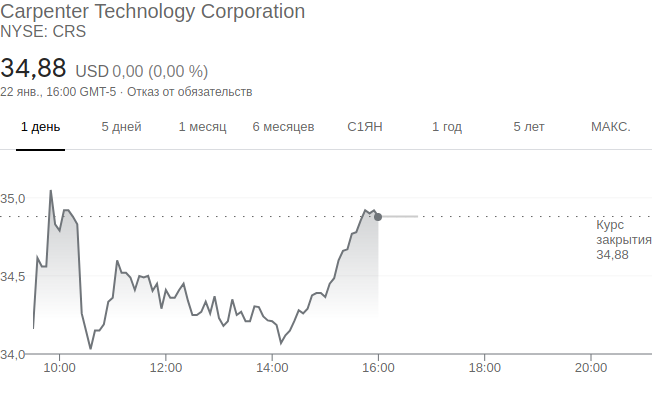 Carpenter Technology Corporation
NYSE: CRS
34,88 USD 0,00 (0,00 %)
22 янв., 16:00 GMT-5 · Отказ от обязательств
1 день 5 дней 1 месяц 6 месяцев С1ЯН 1 год 5 лет МАКС.
35,0
Курс
закрытия
34,88
34,5
34,0
10:00 12:00 14:00 16:00 18:00 20:00